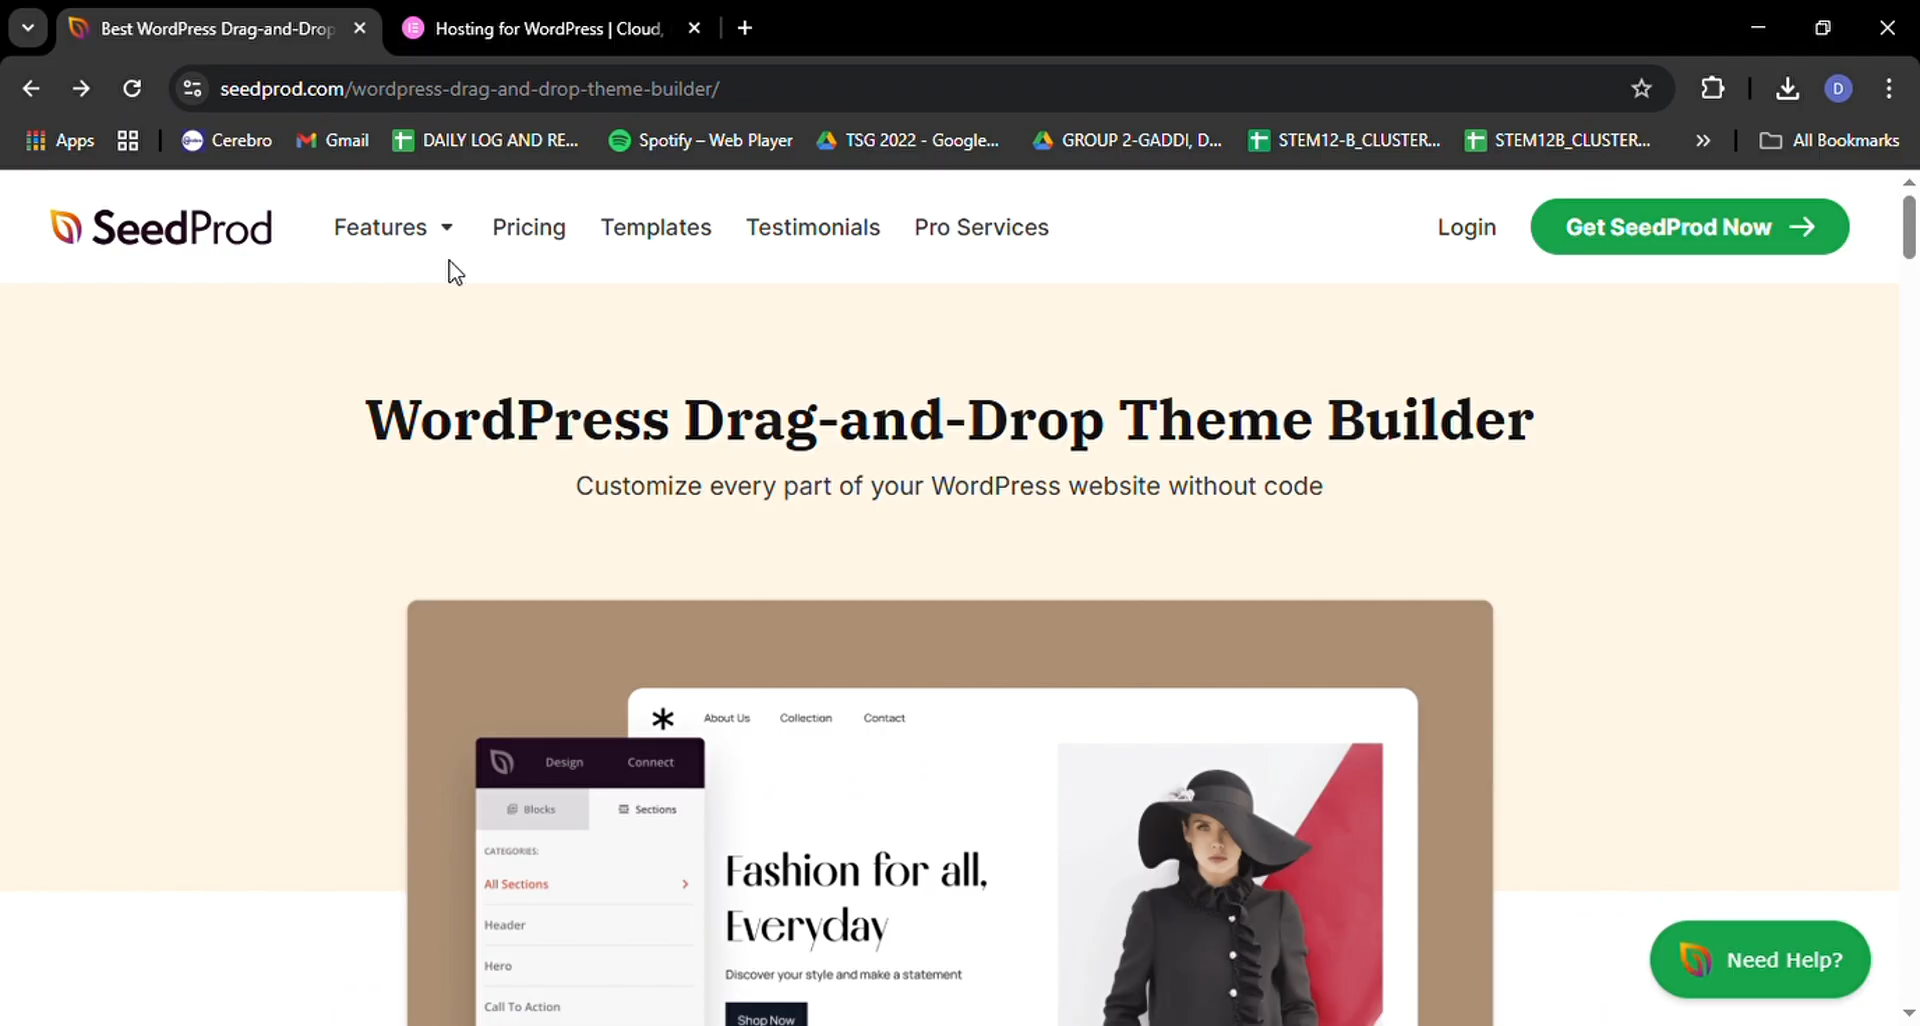 Best WordPress Drag-and-Drop
Hosting for WordPress | Cloud,
seedprod.com/wordpress-drag-and-drop-theme-builder/
D
Apps
Cerebro
Gmail
DAILY LOG AND RE...
Spotify – Web Player
TSG 2022 - Google...
GROUP 2-GADDI, D...
STEM12-B_CLUSTER...
STEM12B_CLUSTER...
All Bookmarks
SeedProd
Features
Pricing
Templates
Testimonials
Pro Services
Login
Get SeedProd Now
WordPress Drag-and-Drop Theme Builder
Customize every part of your WordPress website without code
About Us
Collection
Contact
Design
Connect
Blocks
Sections
CATEGORIES:
All Sections
Header
Hero
Call To Action
Fashion for all,
Everyday
Discover your style and make a statement
Shop Now
Need Help?